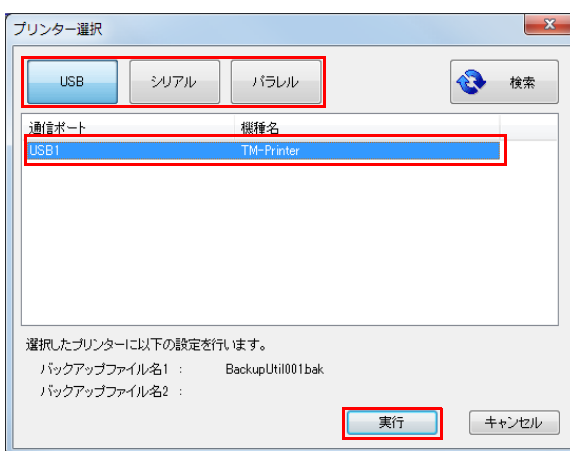 プリンター選択
USB シリアル パラレル 検索
通信ポート 機種名
USB1 TM-Printer
選択したプリンターに以下の設定を行います。
バックアップファイル名1 : BackupUtil001.bak
バックアップファイル名2 :
実行 キャンセル